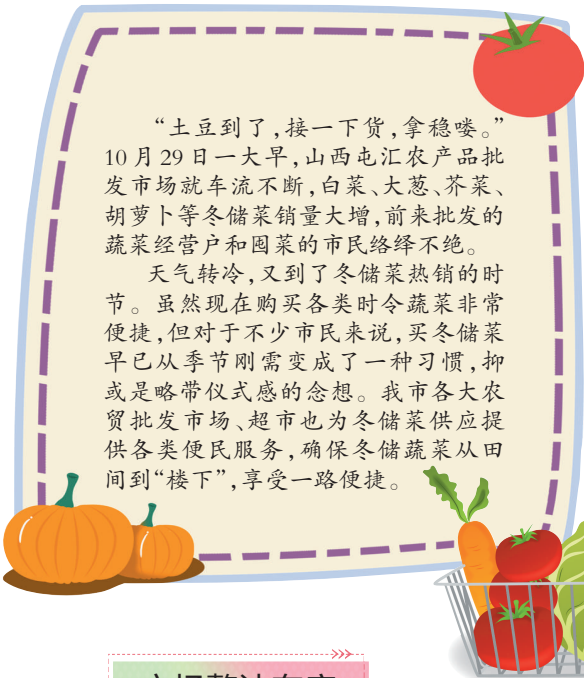 “土豆到了,接一下货,拿稳喽。”
10月29日一大早,山西屯汇农产品批
发市场就车流不断,白菜、大葱、芥菜、
胡萝卜等冬储菜销量大增,前来批发的
蔬菜经营户和囤菜的市民络绎不绝。
天气转冷,又到了冬储菜热销的时
节。虽然现在购买各类时令蔬菜非常
便捷,但对于不少市民来说,买冬储菜
早已从季节刚需变成了一种习惯,抑
或是略带仪式感的念想。我市各大农
贸批发市场、超市也为冬储菜供应提
供各类便民服务,确保冬储蔬菜从田
间到“楼下”,享受一路便捷。